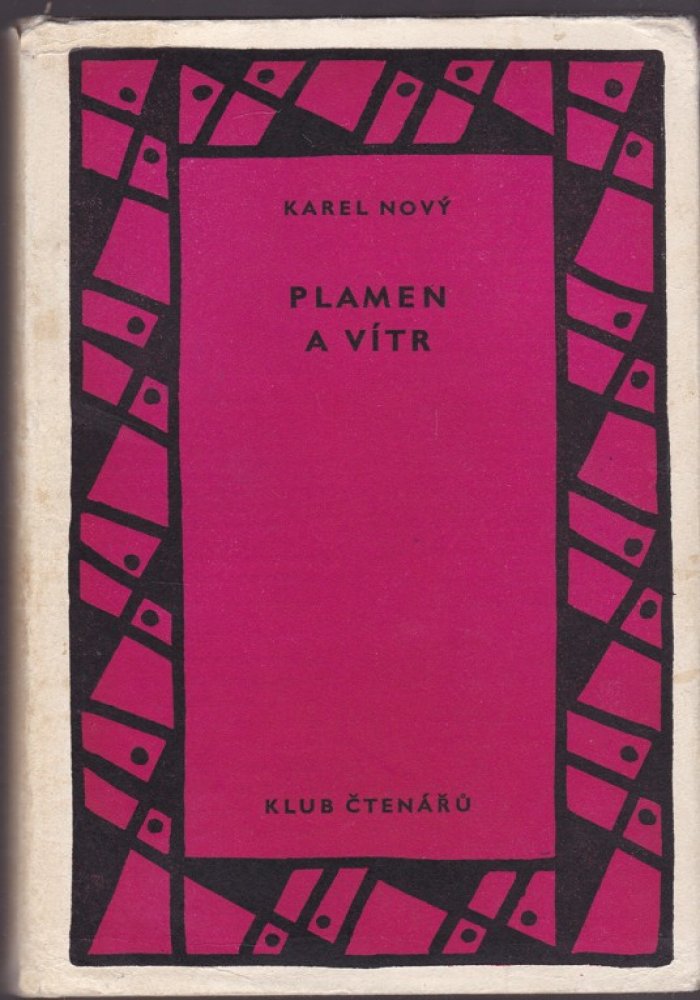 KAREL NOVÝ
PLAMEN
A VÍTR
KLUB ČTENÁŘŮ